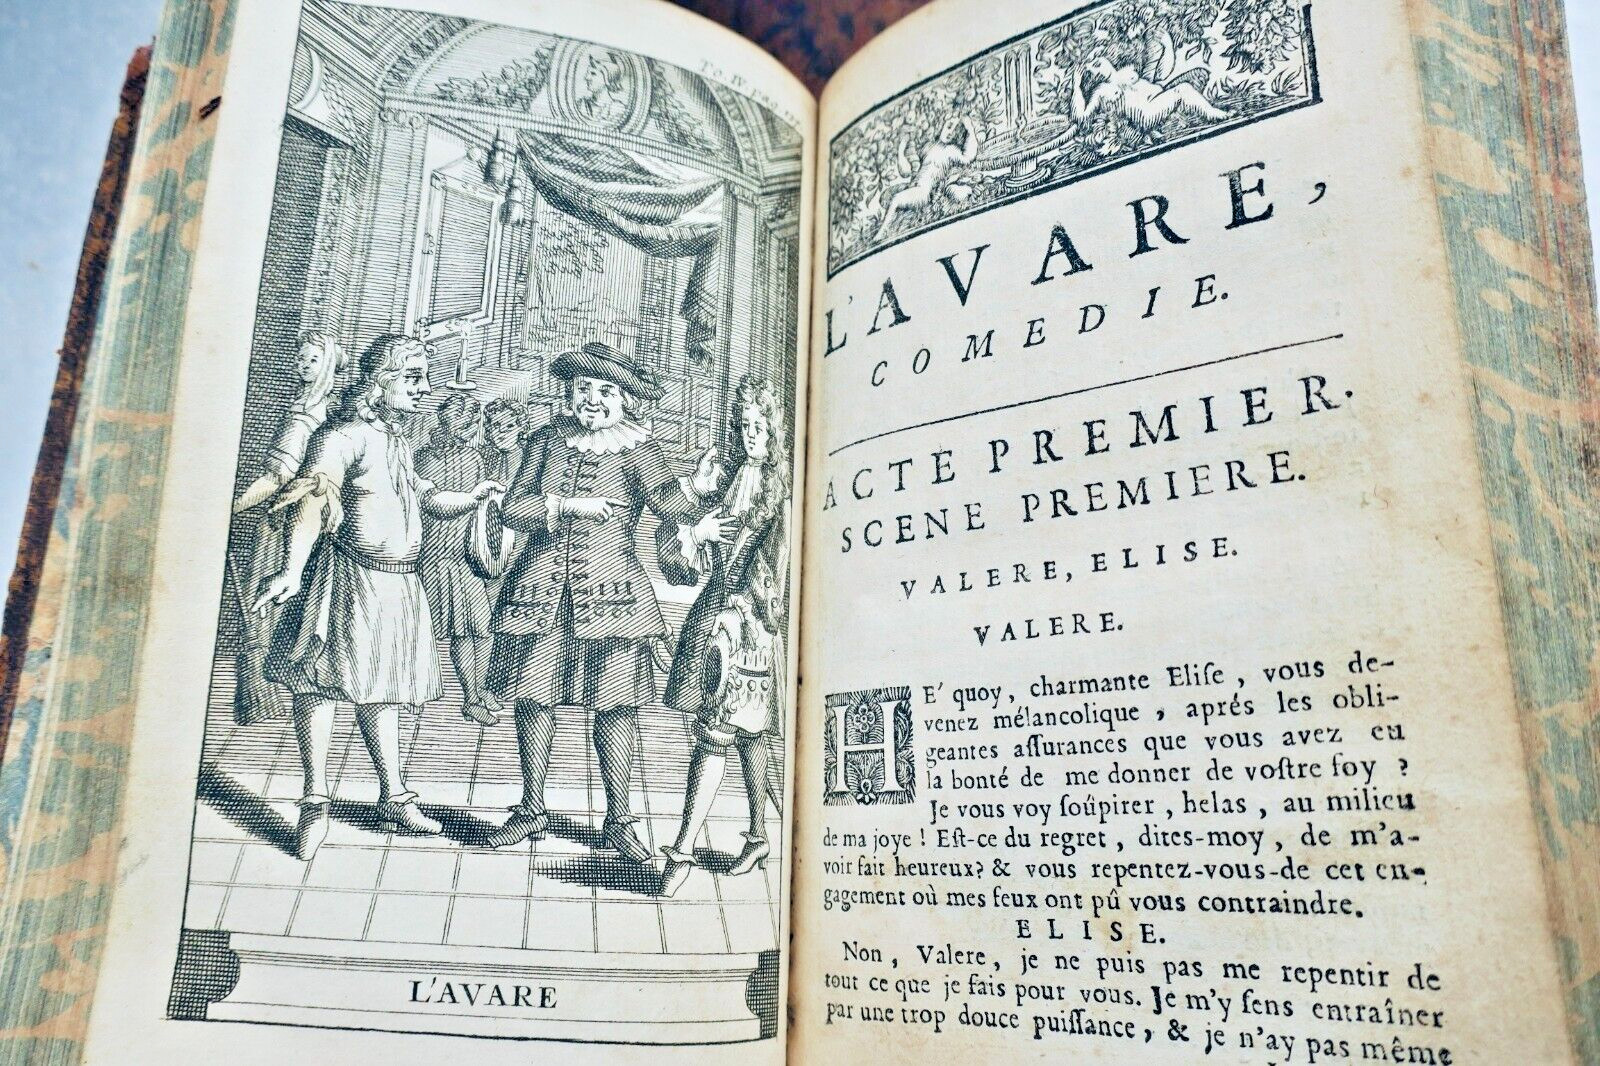 To. IV. pag.
L'AVARE
L'AVARE,
COMEDIE.
ACTE PREMIER.
SCENE PREMIERE.
VALERE, ELISE.
VALERE.
HE' quoy, charmante Eliſe, vous de-
venez mélancolique, aprés les obli-
geantes aſſurances que vous avez eu
la bonté de me donner de voſtre foy ?
Je vous voy ſoûpirer, helas, au milieu
de ma joye ! Eſt-ce du regret, dites-moy, de m'a-
voir fait heureux? & vous repentez-vous-de cet en-
gagement où mes feux ont pû vous contraindre.
ELISE.
Non, Valere, je ne puis pas me repentir de
tout ce que je fais pour vous. Je m'y ſens entraîner
par une trop douce puiſſance, & je n'ay pas même